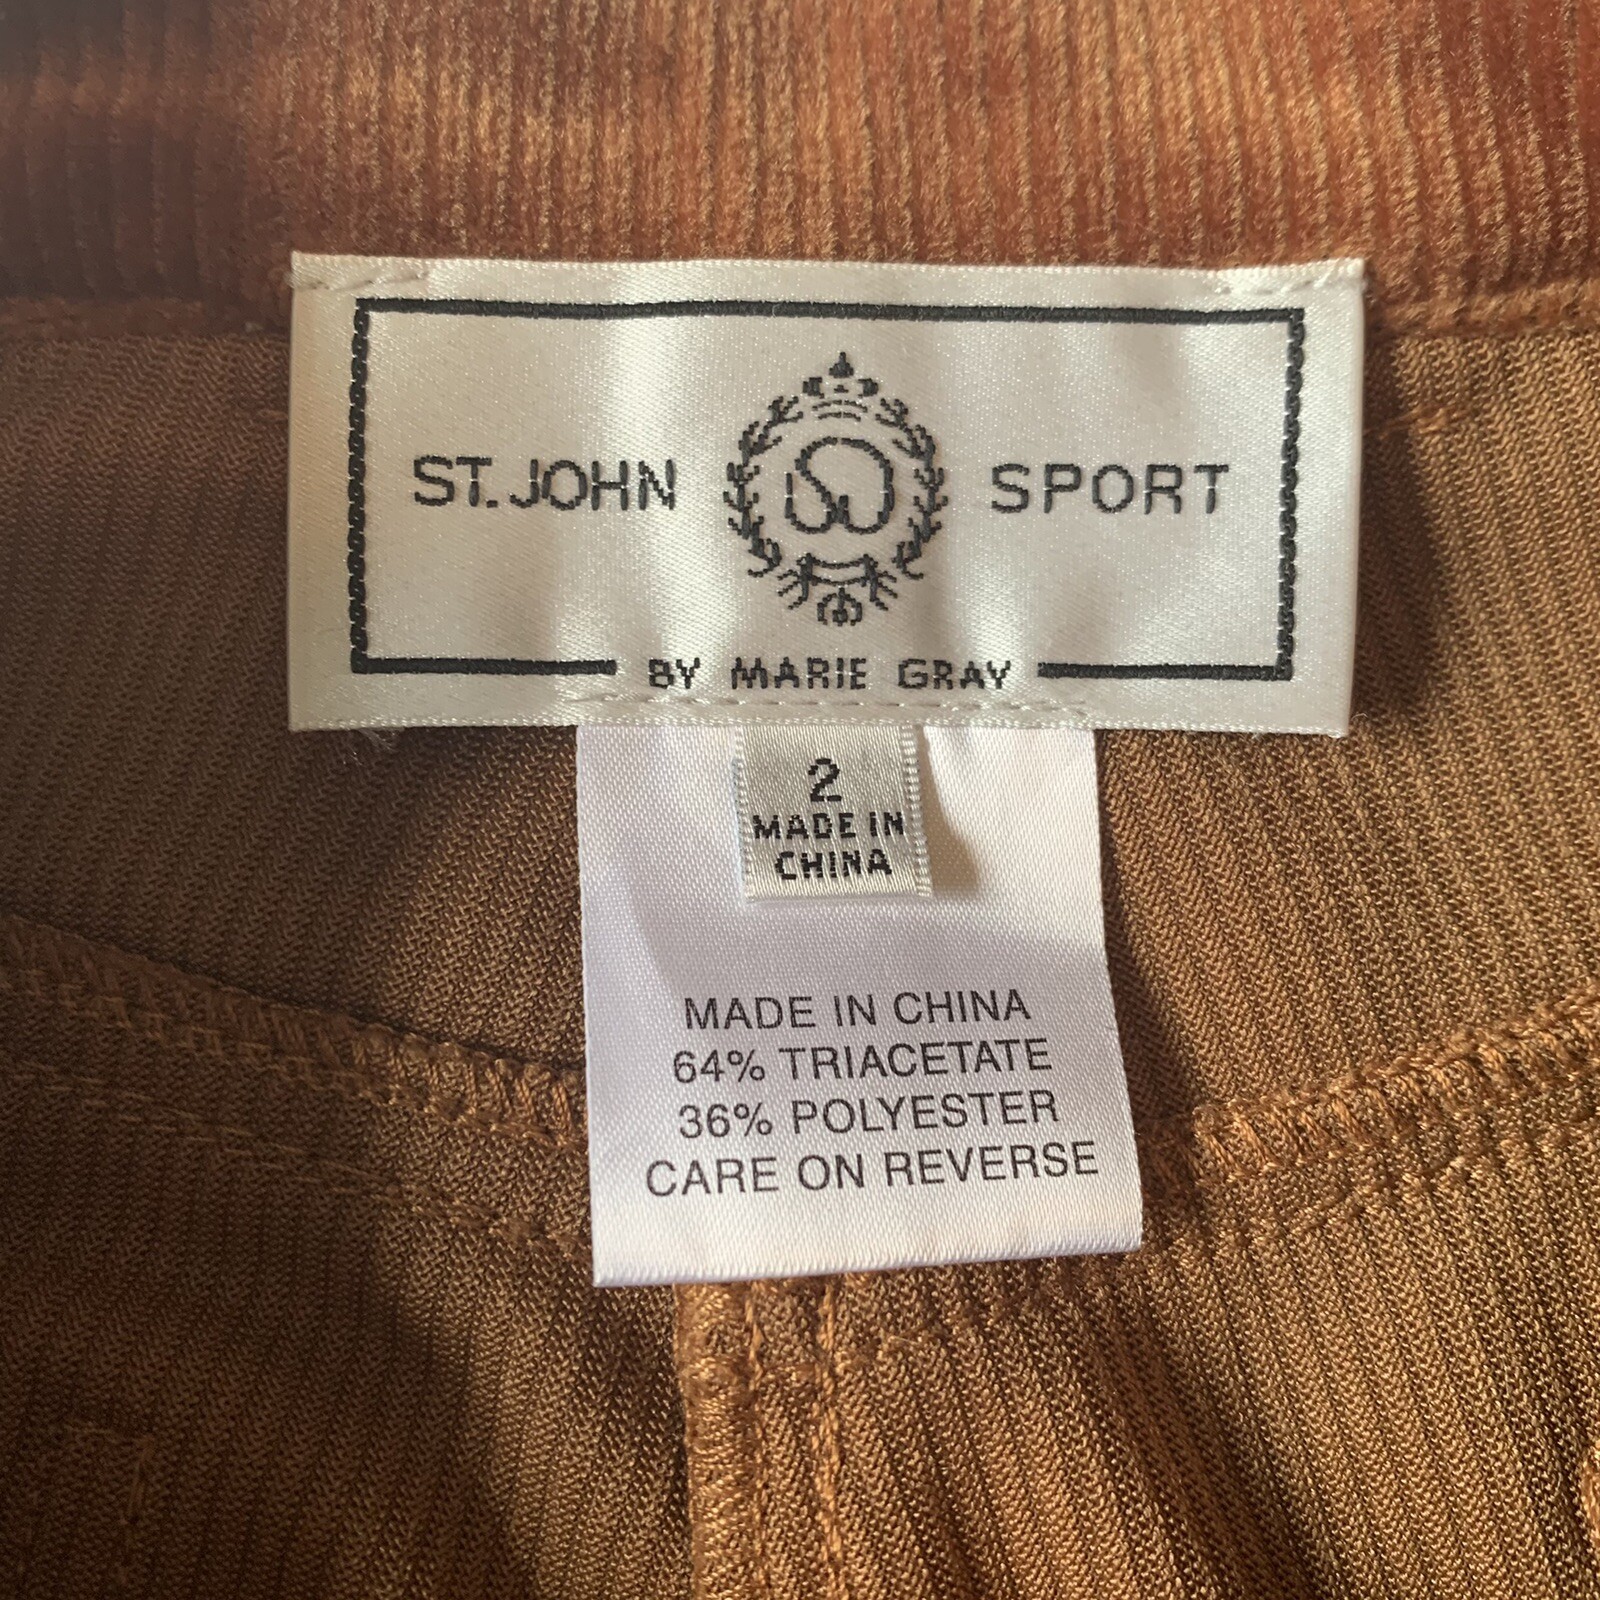 ST. JOHN SPORT
BY MARIE GRAY
2
MADE IN
CHINA
MADE IN CHINA
64% TRIACETATE
36% POLYESTER
CARE ON REVERSE